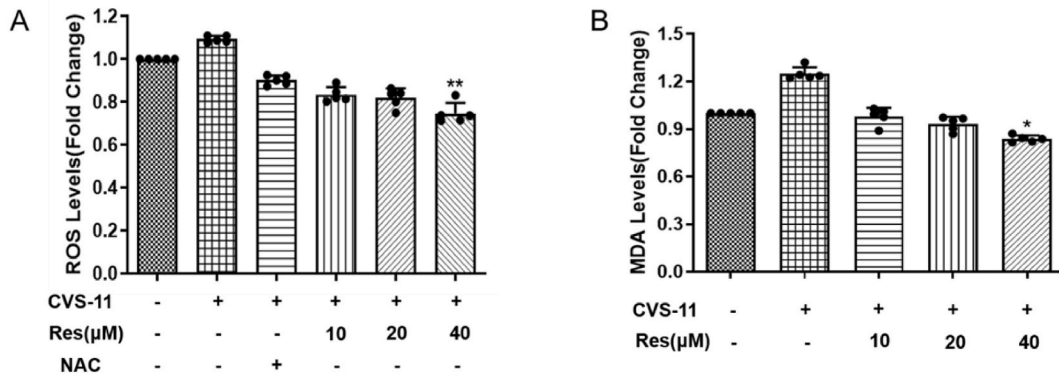 A
ROS Levels(Fold Change)
1.2
1.0
0.8
0.6
0.4
0.2
0.0
**
CVS-11 - + + + + +
Res(μM) - - - 10 20 40
NAC - - + - - -
B
MDA Levels(Fold Change)
1.5
1.2
0.9
0.6
0.3
0.0
*
CVS-11 - + + + +
Res(μM) - - 10 20 40